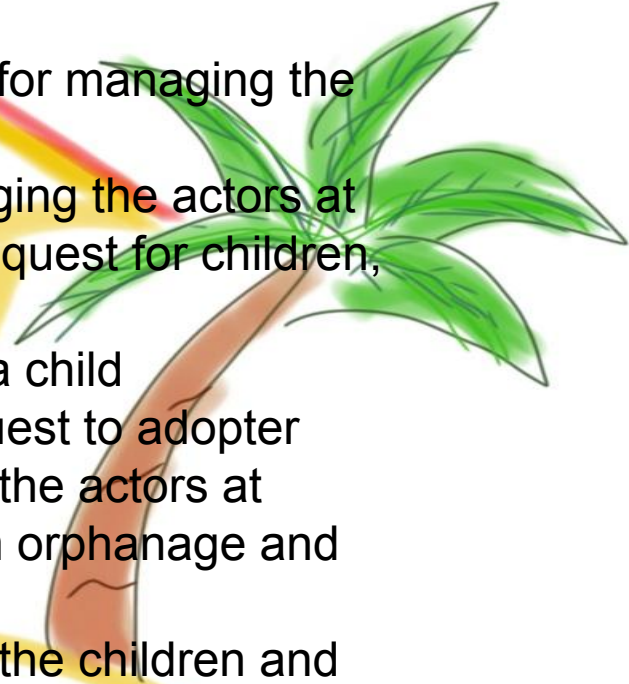 for managing the
ging the actors at
quest for children,
a child
uest to adopter
the actors at
orphanage and
the children and